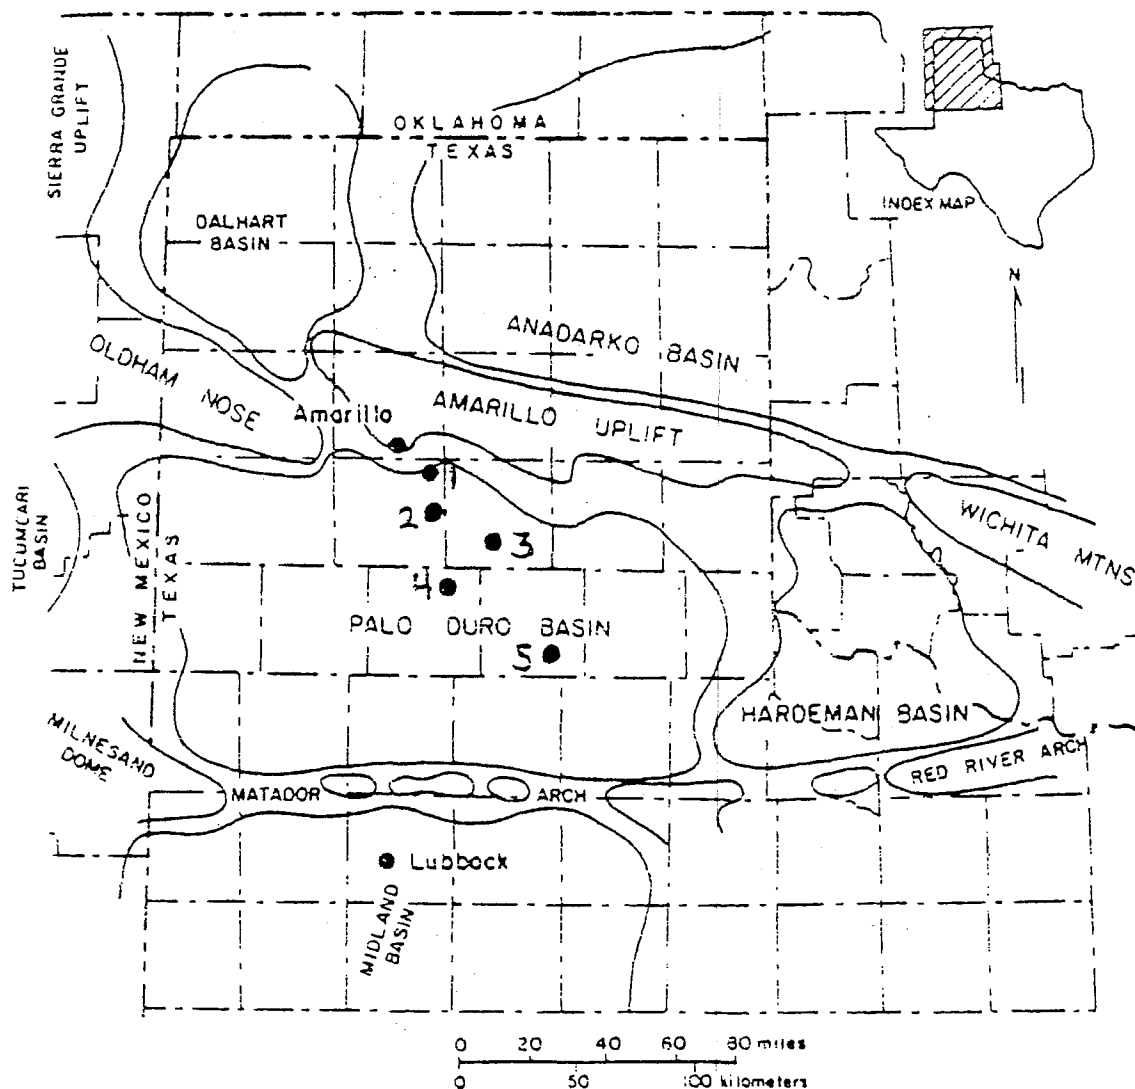 SIERRA GRANDE
UPLIFT
OKLAHOMA
TEXAS
INDEX MAP
DALHART
BASIN
N
ANADARKO BASIN
OLDHAM NOSE
Amarillo
AMARILLO UPLIFT
1
2
3
4
5
TUCUMCARI
BASIN
NEW MEXICO
TEXAS
WICHITA MTNS
PALO DURO BASIN
HARDEMAN BASIN
MILNESAND
DOME
RED RIVER ARCH
MATADOR ARCH
Lubbock
MIDLAND
BASIN
0 20 40 60 80 miles
0 50 100 kilometers